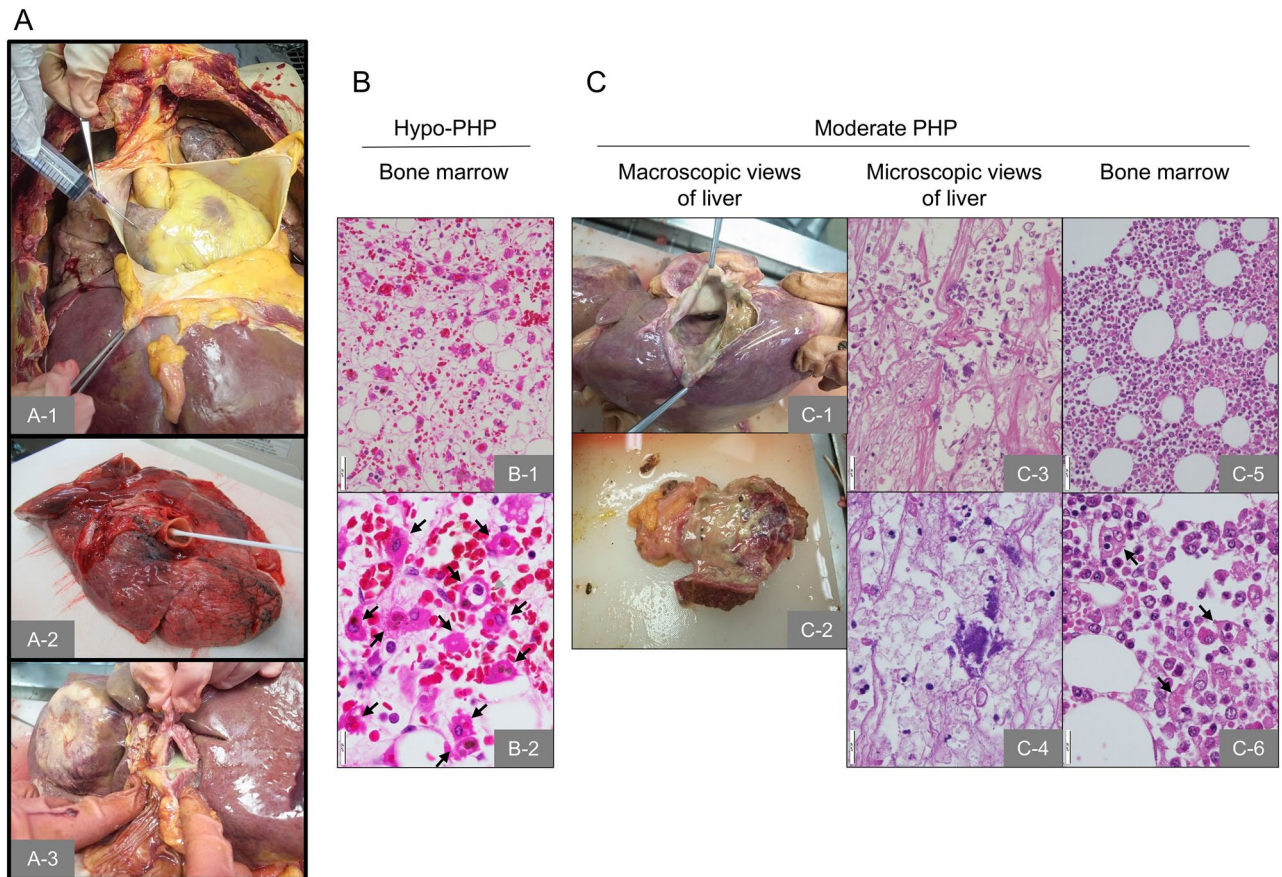 A
B
C
Hypo-PHP
Moderate PHP
Bone marrow
Macroscopic views
of liver
Microscopic views
of liver
Bone marrow
A-1
A-2
A-3
B-1
B-2
C-1
C-2
C-3
C-4
C-5
C-6